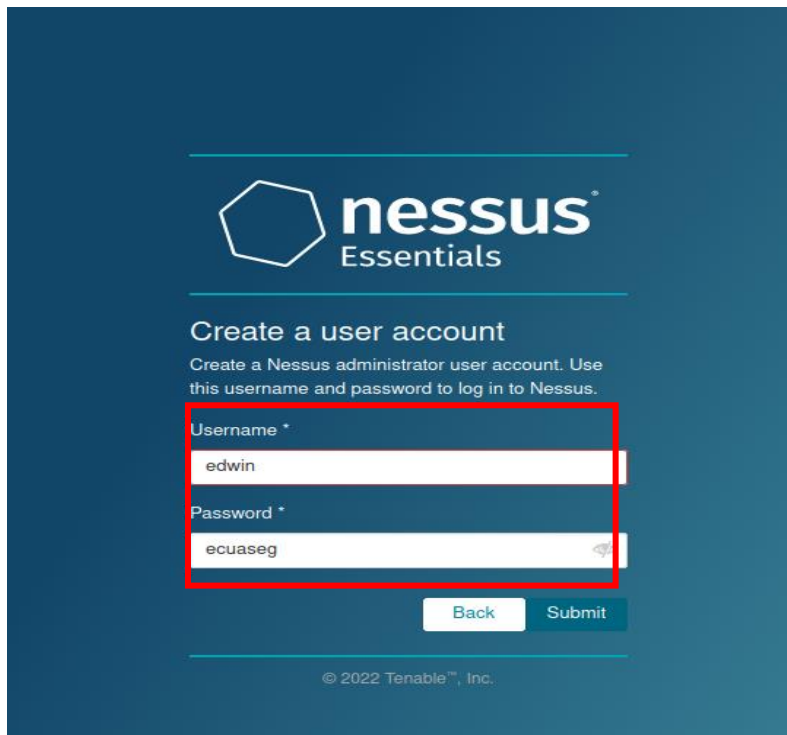 nessus®
Essentials
Create a user account
Create a Nessus administrator user account. Use
this username and password to log in to Nessus.
Username *
edwin
Password *
ecuaseg
Back Submit
© 2022 Tenable™, Inc.